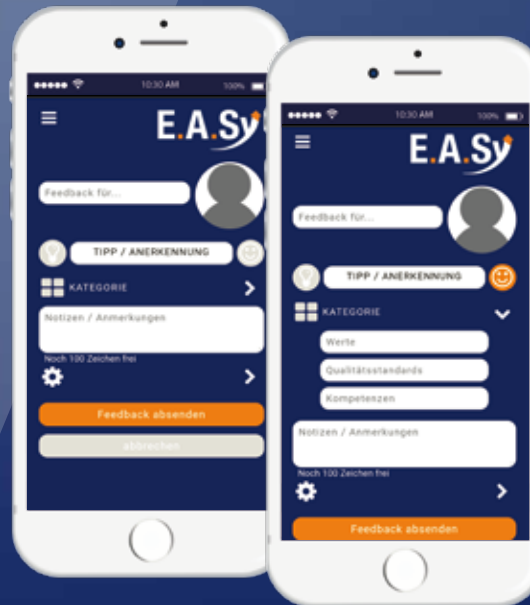 10:30 AM 100%
E.A.Sy
Feedback für...
TIPP / ANERKENNUNG
KATEGORIE
Notizen / Anmerkungen
Noch 100 Zeichen frei
Feedback absenden
abbrechen
10:30 AM 100%
E.A.Sy
Feedback für...
TIPP / ANERKENNUNG
KATEGORIE
Werte
Qualitätsstandards
Kompetenzen
Notizen / Anmerkungen
Noch 100 Zeichen frei
Feedback absenden